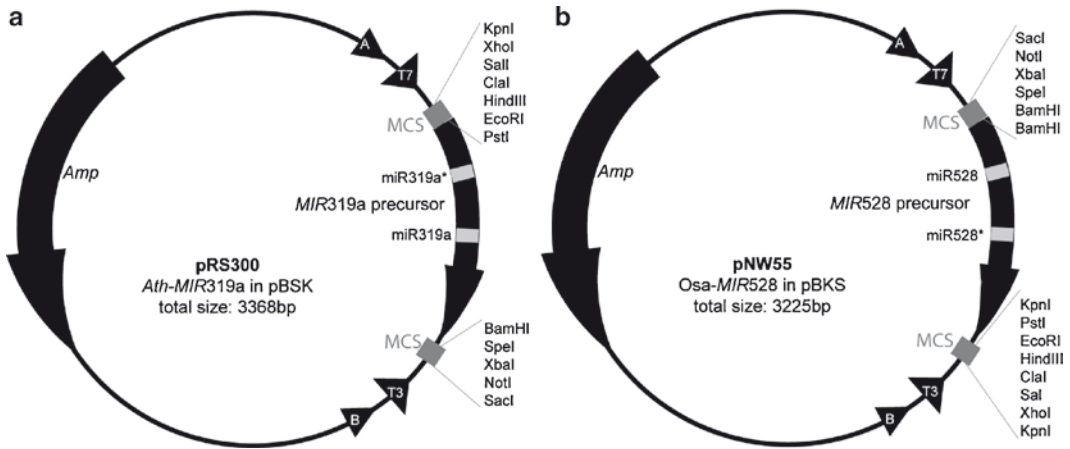 a
A
T7
KpnI
XhoI
SalI
ClaI
HindIII
EcoRI
PstI
MCS
Amp
miR319a*
MIR319a precursor
miR319a
pRS300
Ath-MIR319a in pBSK
total size: 3368bp
MCS
BamHI
SpeI
XbaI
NotI
SacI
T3
B
b
A
T7
SacI
NotI
XbaI
SpeI
BamHI
BamHI
MCS
Amp
miR528
MIR528 precursor
miR528*
pNW55
Osa-MIR528 in pBKS
total size: 3225bp
MCS
KpnI
PstI
EcoRI
HindIII
ClaI
SaI
XhoI
KpnI
T3
B